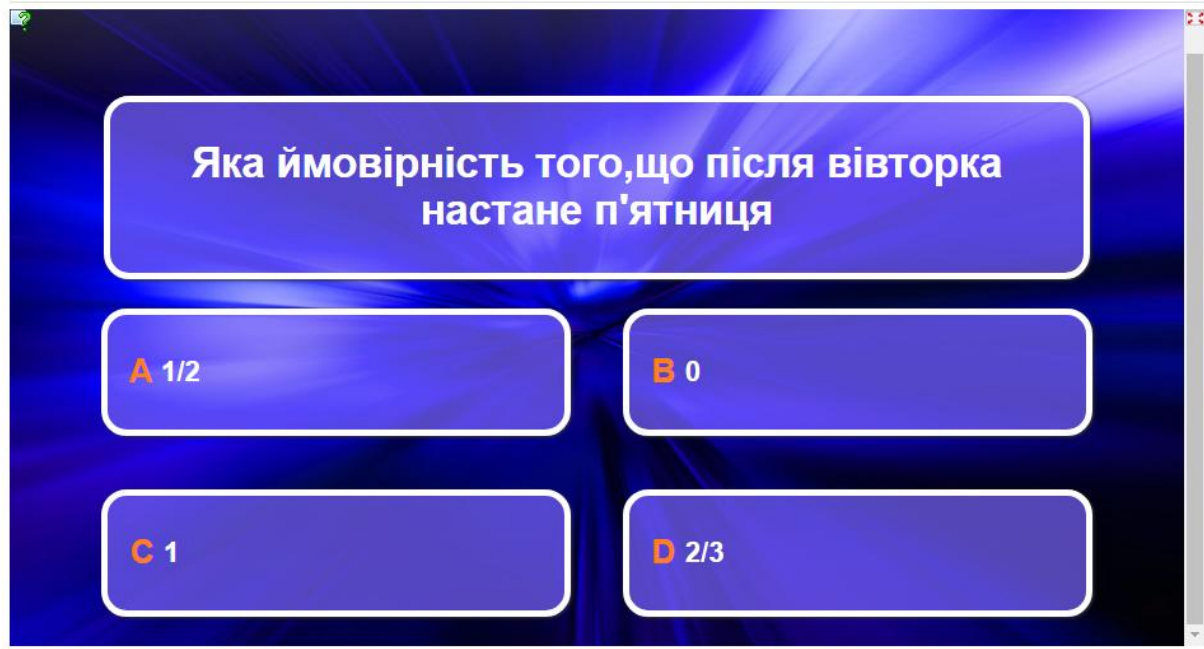 Яка ймовірність того,що після вівторка
настане п'ятниця
A 1/2
B 0
C 1
D 2/3